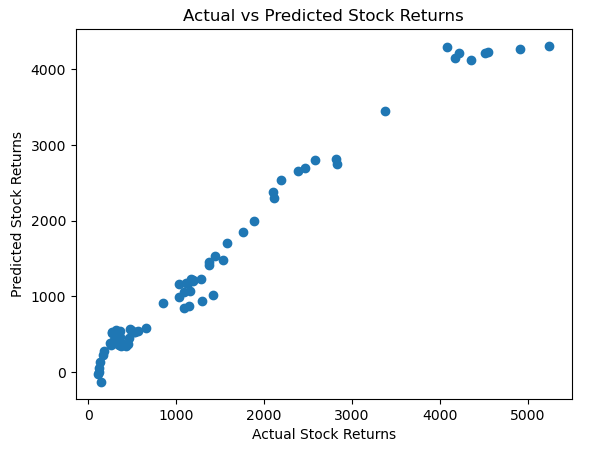 Actual vs Predicted Stock Returns
4000
3000
2000
1000
0
Predicted Stock Returns
0 1000 2000 3000 4000 5000
Actual Stock Returns